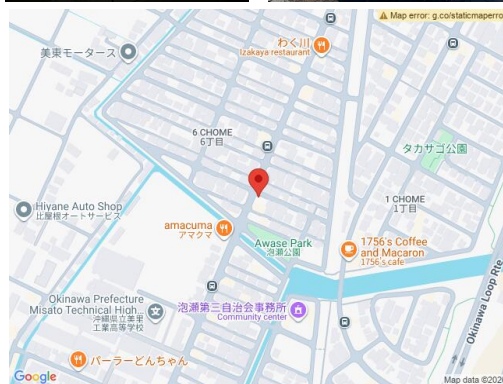 Map error: g.co/staticmaperro
わく川
Izakaya restaurant
美東モータース
6 CHOME
6丁目
タカサゴ公園
1 CHOME
1丁目
Hiyane Auto Shop
比屋根オートサービス
amacuma
アマクマ
Awase Park
泡瀬公園
1756's Coffee
and Macaron
1756's cafe
Okinawa Loop Rte
Okinawa Prefecture
Misato Technical High...
沖縄県立美里
工業高等学校
泡瀬第三自治会事務所
Community center
パーラーどんちゃん
Google
Map data ©202